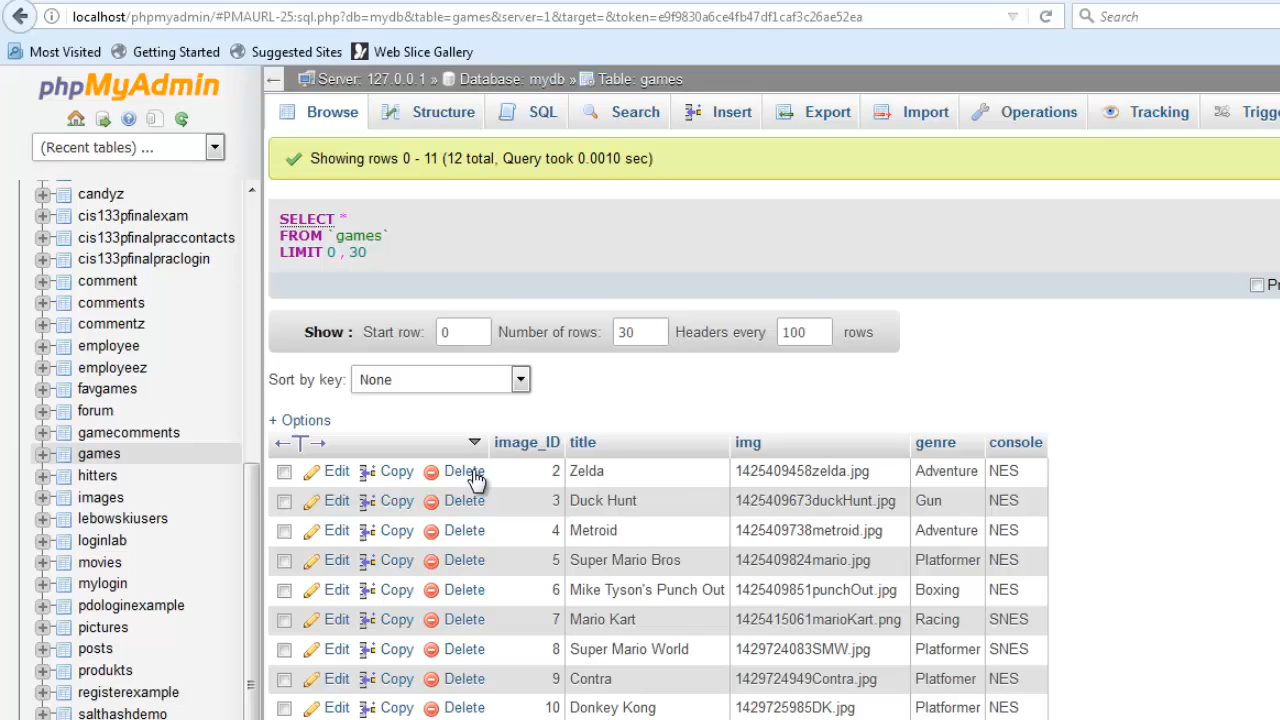 localhost/phpmyadmin/#PMAURL-25:sql.php?db=mydb&table=games&server=1&target=&token=e9f9830a6ce4fb47df1caf3c26ae52ea
Search
Most Visited Getting Started Suggested Sites Web Slice Gallery
phpMyAdmin
(Recent tables) ...
candyz
cis133pfinalexam
cis133pfinalpraccontacts
cis133pfinalpraclogin
comment
comments
commentz
employee
employeez
favgames
forum
gamecomments
games
hitters
images
lebowskiusers
loginlab
movies
mylogin
pdologinexample
pictures
posts
produkts
registerexample
salthashdemo
Server: 127.0.0.1 » Database: mydb » Table: games
Browse Structure SQL Search Insert Export Import Operations Tracking Trigge
Showing rows 0 - 11 (12 total, Query took 0.0010 sec)
SELECT *
FROM `games`
LIMIT 0 , 30
Pr
Show : Start row: 0 Number of rows: 30 Headers every 100 rows
Sort by key: None
+ Options
←T→ image_ID title img genre console
Edit Copy Delete 2 Zelda 1425409458zelda.jpg Adventure NES
Edit Copy Delete 3 Duck Hunt 1425409673duckHunt.jpg Gun NES
Edit Copy Delete 4 Metroid 1425409738metroid.jpg Adventure NES
Edit Copy Delete 5 Super Mario Bros 1425409824mario.jpg Platformer NES
Edit Copy Delete 6 Mike Tyson's Punch Out 1425409851punchOut.jpg Boxing NES
Edit Copy Delete 7 Mario Kart 1425415061marioKart.png Racing SNES
Edit Copy Delete 8 Super Mario World 1429724083SMW.jpg Platformer SNES
Edit Copy Delete 9 Contra 1429724949Contra.jpg Platfomer NES
Edit Copy Delete 10 Donkey Kong 1429725985DK.jpg Platformer NES